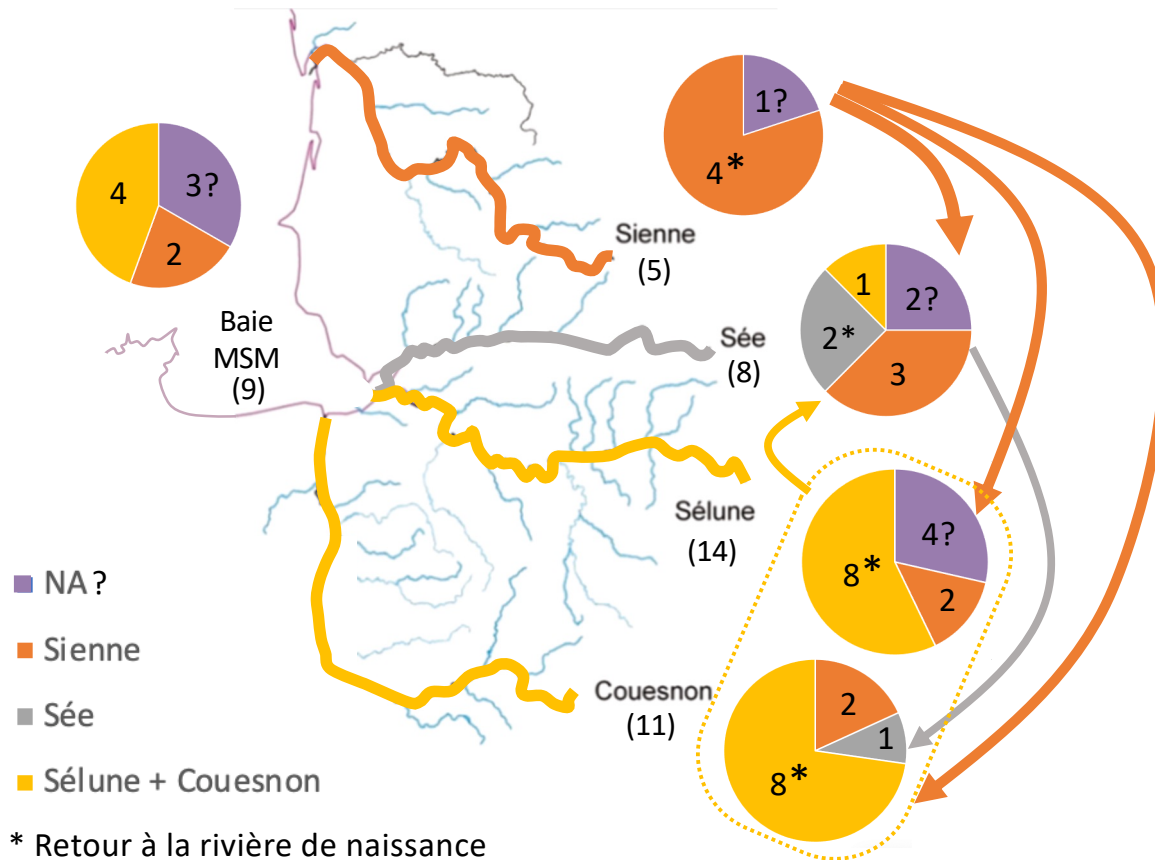 1?
4*
4
3?
2
Sienne
(5)
Baie
MSM
(9)
Sée
(8)
1
2?
2*
3
Sélune
(14)
4?
8*
2
Couesnon
(11)
2
1
8*
NA ?
Sienne
Sée
Sélune + Couesnon
* Retour à la rivière de naissance